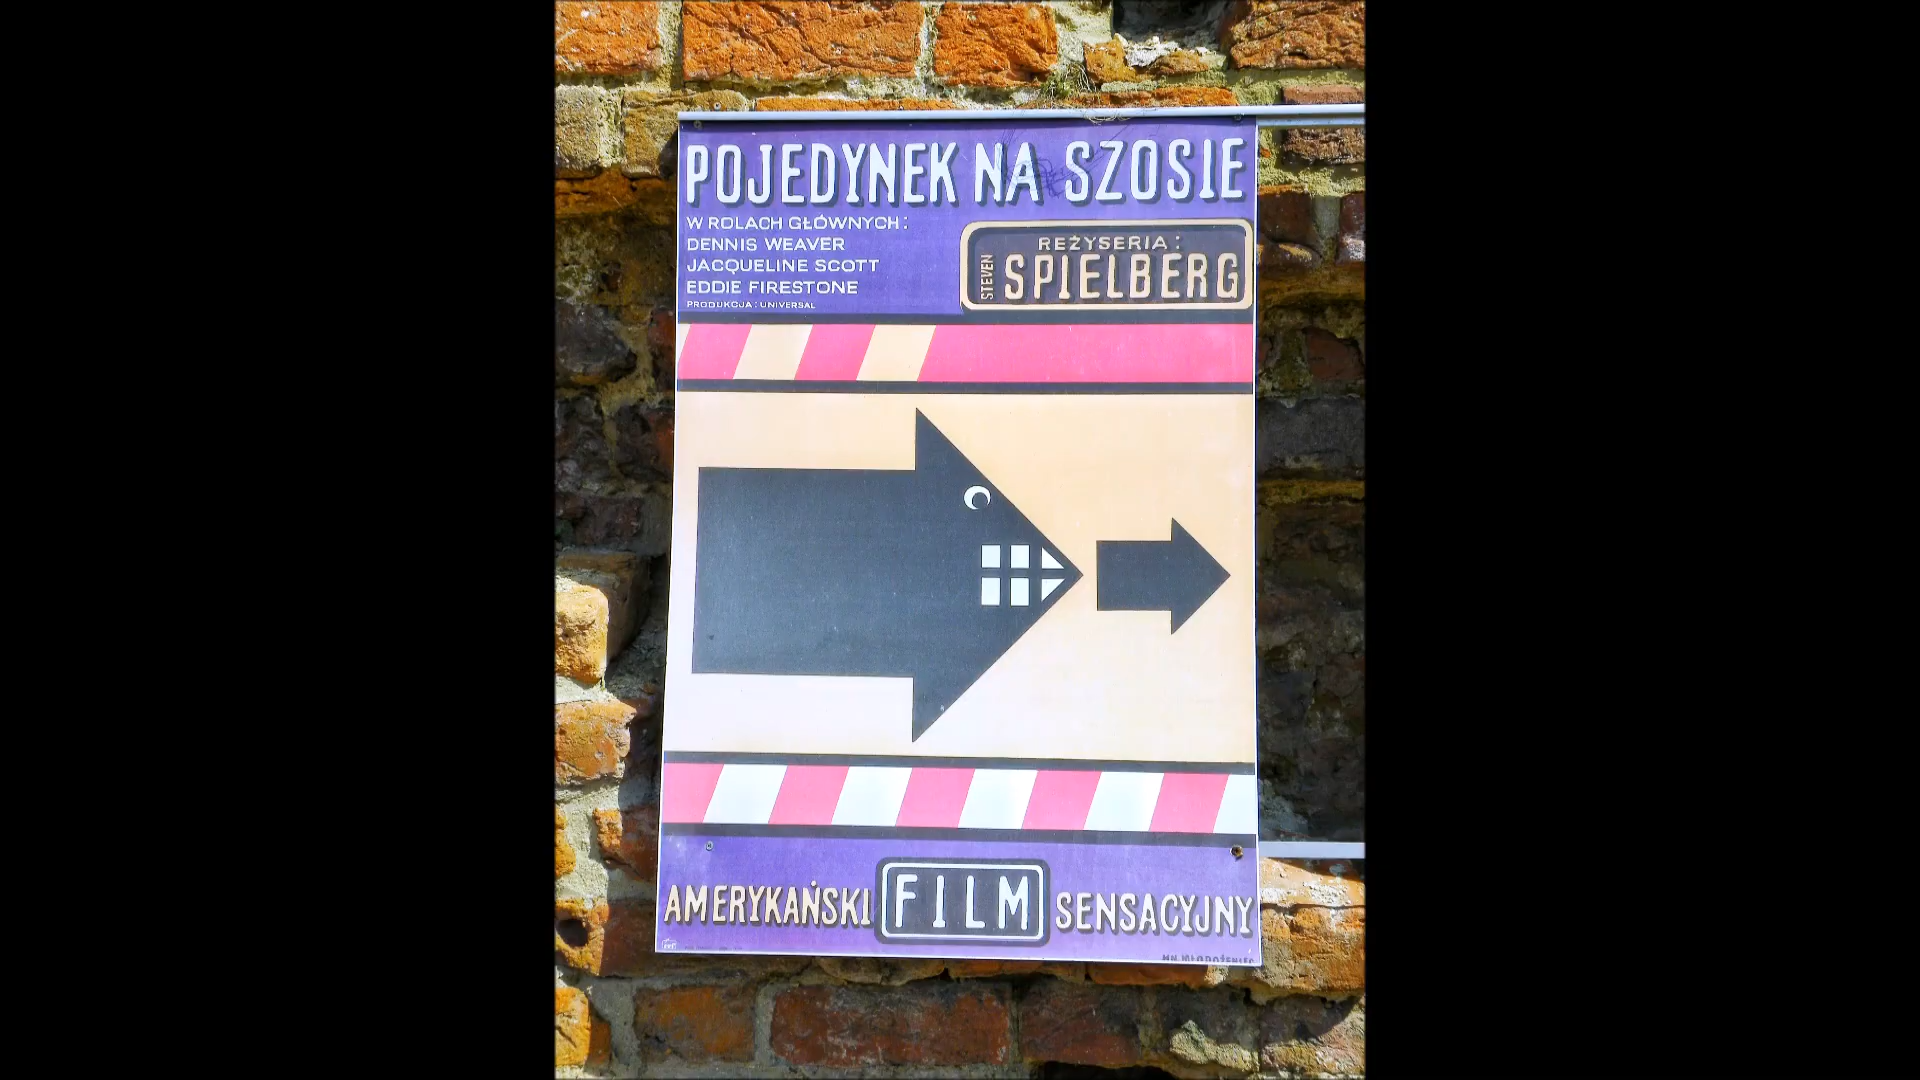 POJEDYNEK NA SZOSIE
W ROLACH GŁÓWNYCH:
DENNIS WEAVER
JACQUELINE SCOTT
EDDIE FIRESTONE
PRODUKCJA: UNIVERSAL
REŻYSERIA:
STEVEN
SPIELBERG
AMERYKAŃSKI FILM SENSACYJNY
MŁODOŻENIEC